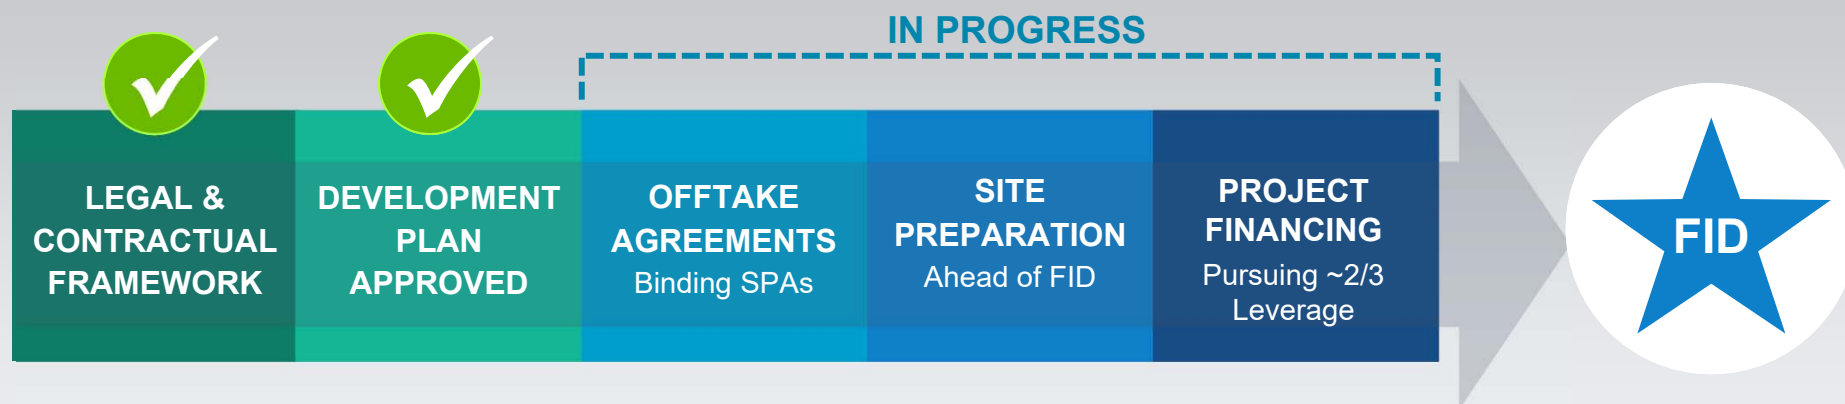 IN PROGRESS
LEGAL &
CONTRACTUAL
FRAMEWORK
DEVELOPMENT
PLAN
APPROVED
OFFTAKE
AGREEMENTS
Binding SPAs
SITE
PREPARATION
Ahead of FID
PROJECT
FINANCING
Pursuing ~2/3
Leverage
FID